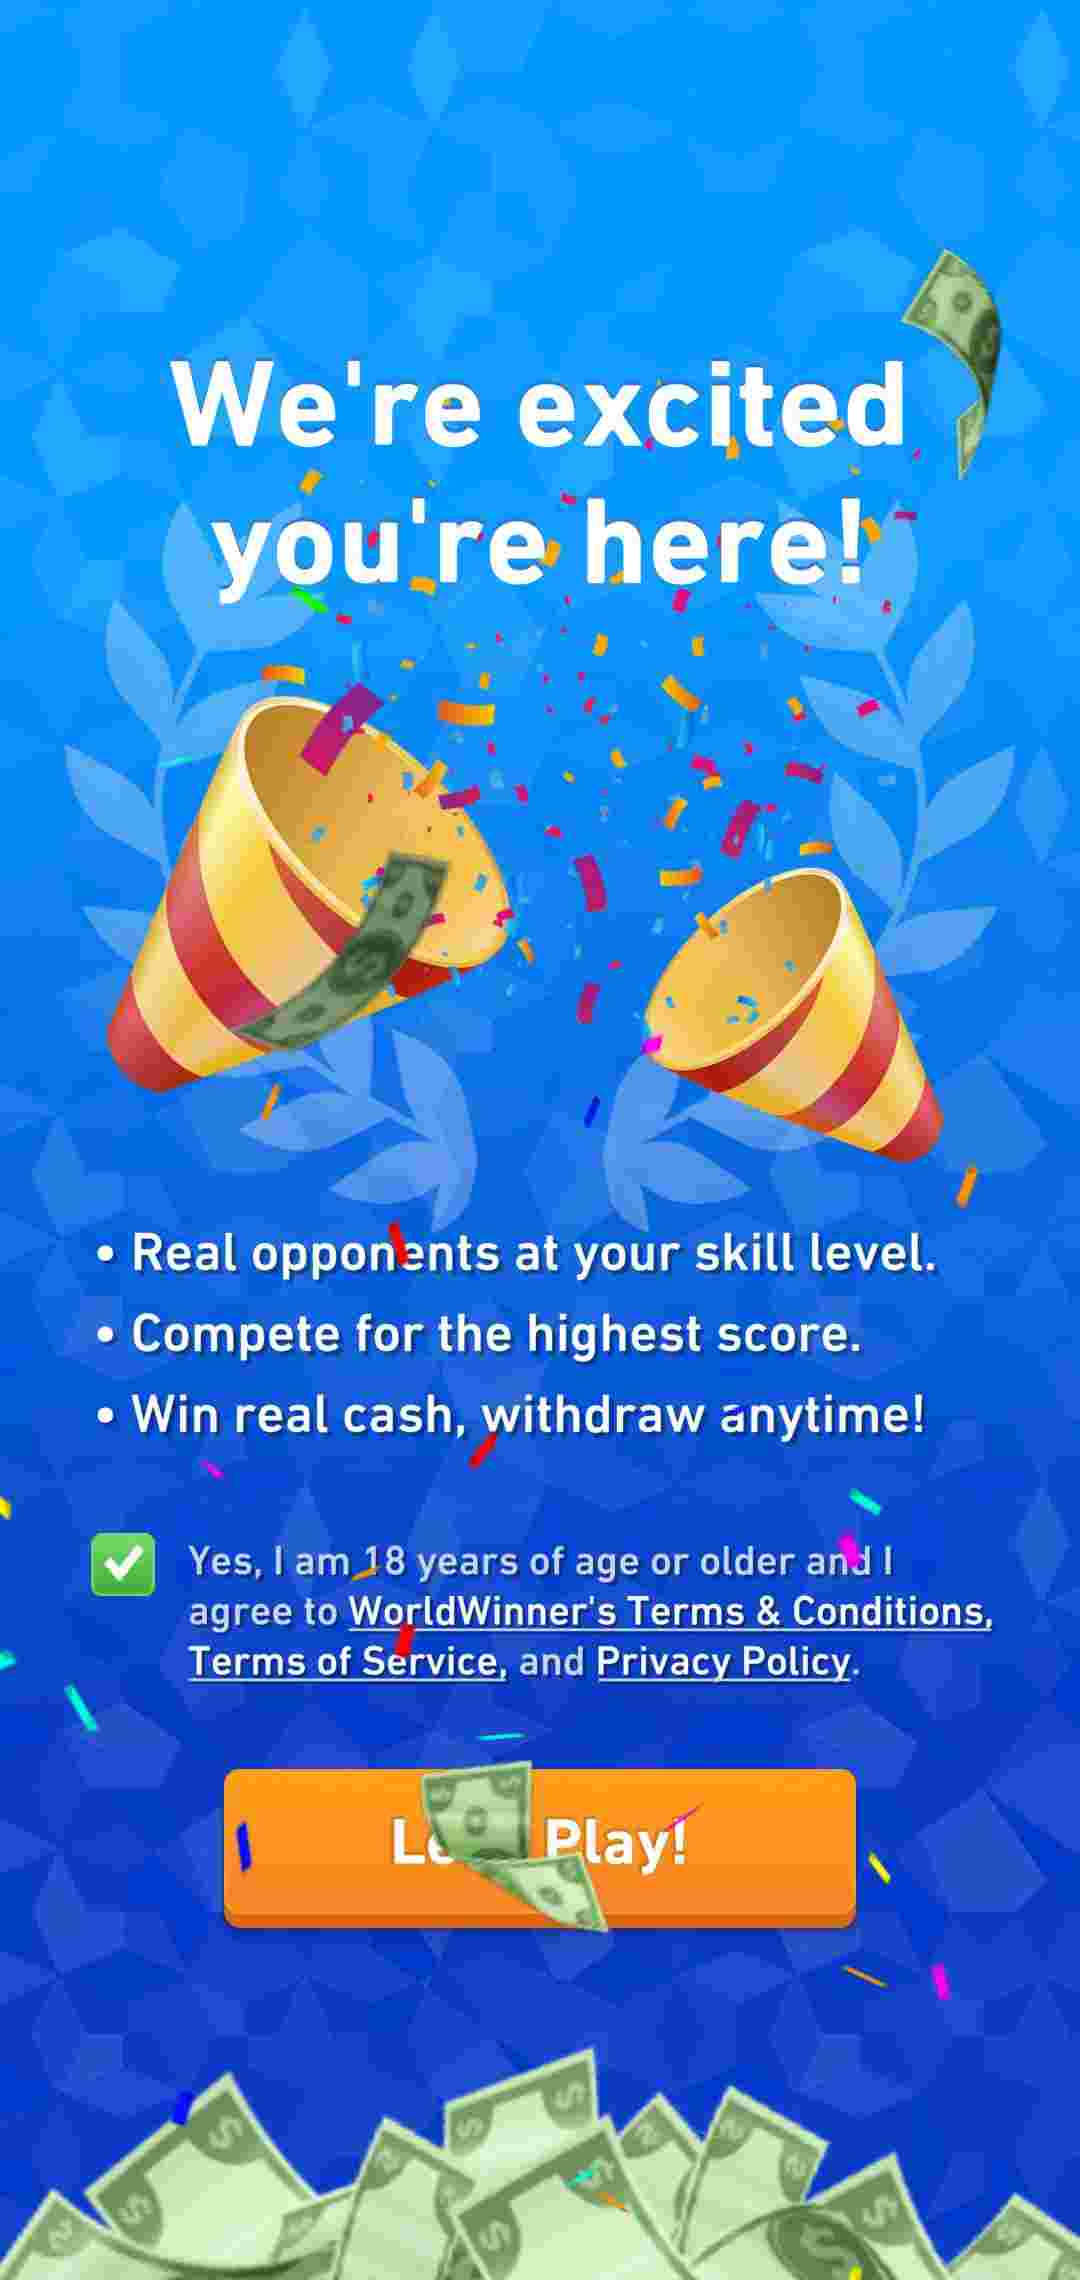 We're excited
you're here!
• Real opponents at your skill level.
• Compete for the highest score.
• Win real cash, withdraw anytime!
Yes, I am 18 years of age or older and I
agree to WorldWinner's Terms & Conditions,
Terms of Service, and Privacy Policy.
Play!